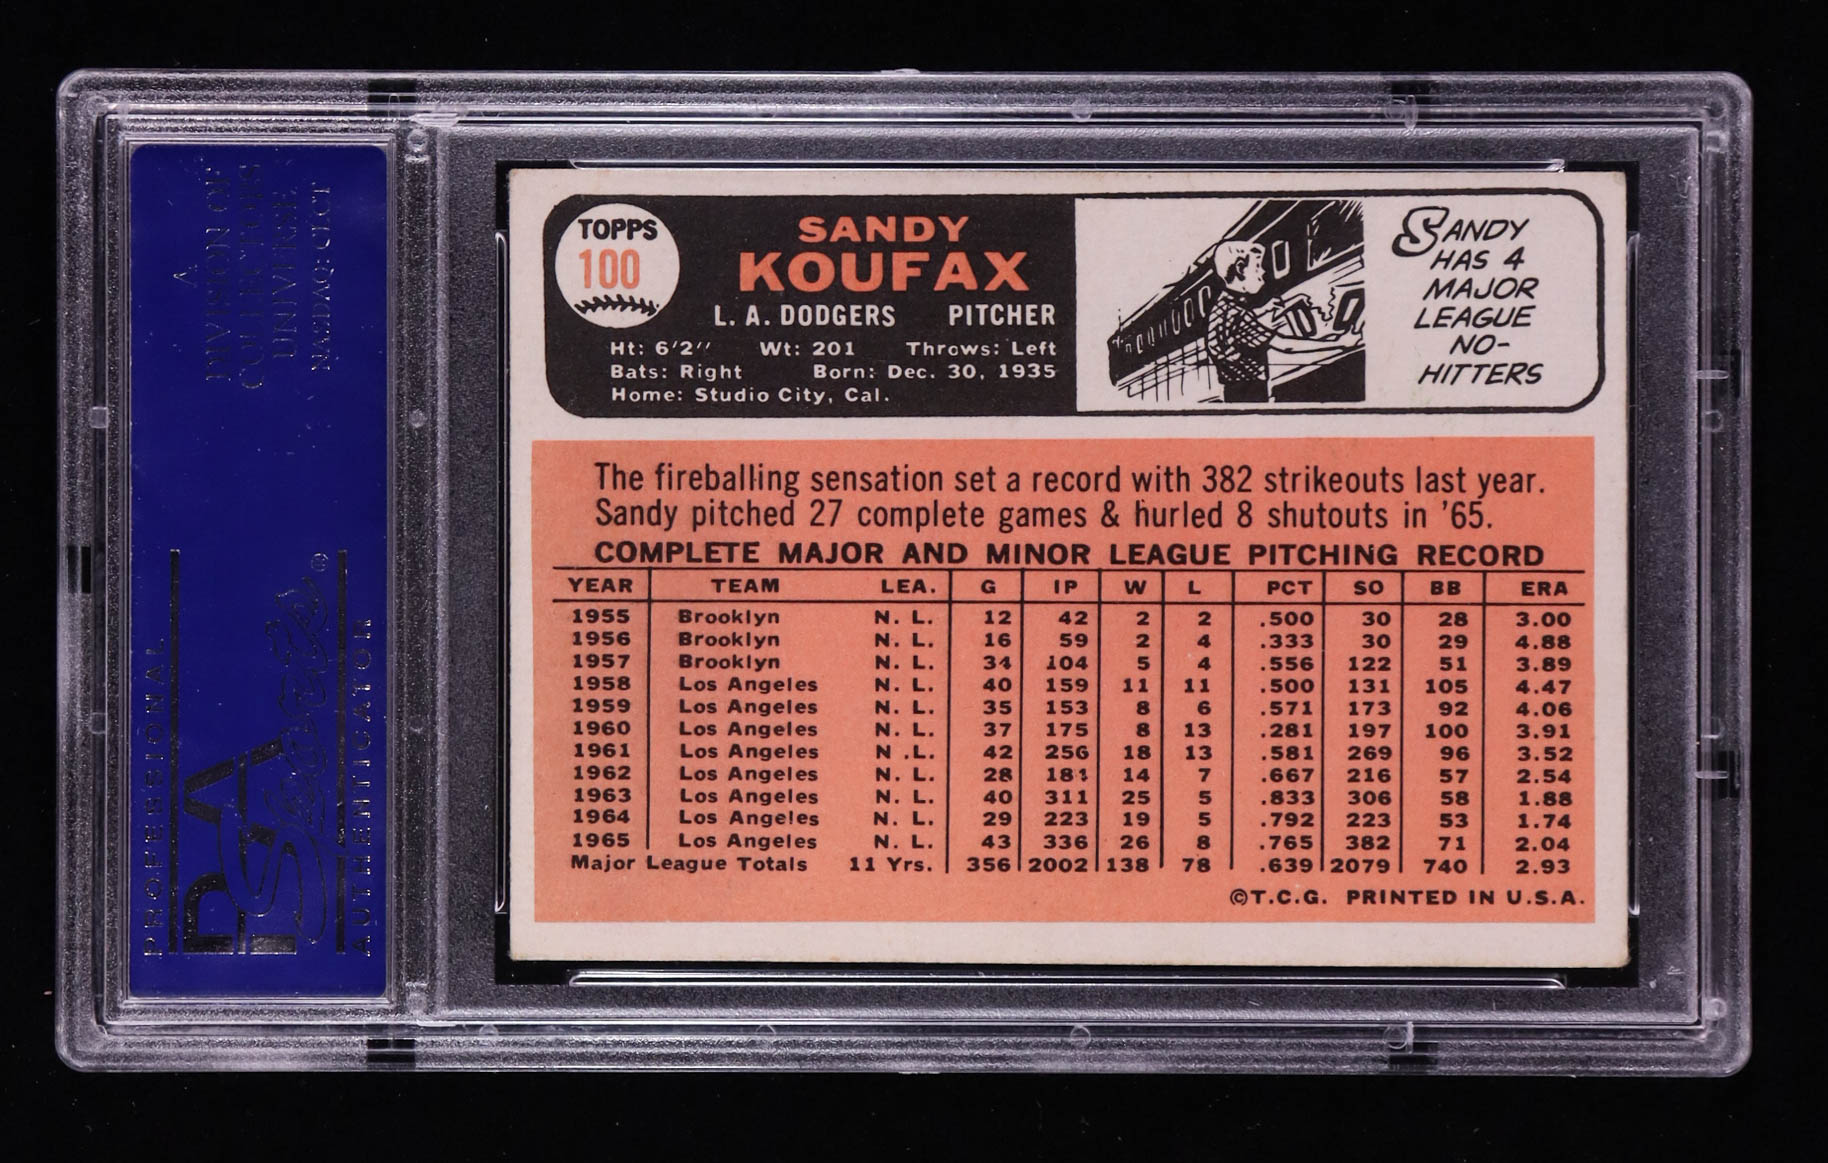 A
DIVISION OF
COLLECTORS
UNIVERSE
NASDAQ: CLCT
PROFESSIONAL
PSA
AUTHENTICATOR
®
TOPPS
100
SANDY
KOUFAX
L. A. DODGERS PITCHER
Ht: 6'2" Wt: 201 Throws: Left
Bats: Right Born: Dec. 30, 1935
Home: Studio City, Cal.
SANDY
HAS 4
MAJOR
LEAGUE
NO-
HITTERS
The fireballing sensation set a record with 382 strikeouts last year.
Sandy pitched 27 complete games & hurled 8 shutouts in '65.
COMPLETE MAJOR AND MINOR LEAGUE PITCHING RECORD
YEAR TEAM LEA. G IP W L PCT SO BB ERA
1955 Brooklyn N. L. 12 42 2 2 .500 30 28 3.00
1956 Brooklyn N. L. 16 59 2 4 .333 30 29 4.88
1957 Brooklyn N. L. 34 104 5 4 .556 122 51 3.89
1958 Los Angeles N. L. 40 159 11 11 .500 131 105 4.47
1959 Los Angeles N. L. 35 153 8 6 .571 173 92 4.06
1960 Los Angeles N. L. 37 175 8 13 .281 197 100 3.91
1961 Los Angeles N .L. 42 256 18 13 .581 269 96 3.52
1962 Los Angeles N. L. 28 184 14 7 .667 216 57 2.54
1963 Los Angeles N. L. 40 311 25 5 .833 306 58 1.88
1964 Los Angeles N. L. 29 223 19 5 .792 223 53 1.74
1965 Los Angeles N. L. 43 336 26 8 .765 382 71 2.04
Major League Totals 11 Yrs. 356 2002 138 78 .639 2079 740 2.93
©T.C.G. PRINTED IN U.S.A.